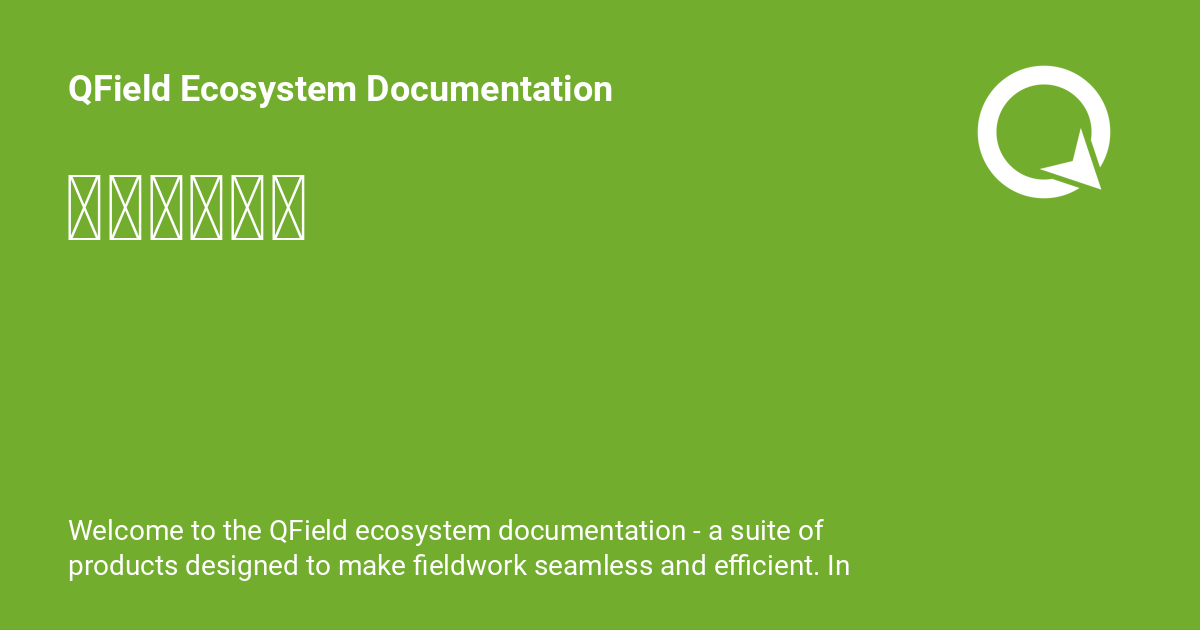 QField Ecosystem Documentation
Welcome to the QField ecosystem documentation - a suite of
products designed to make fieldwork seamless and efficient. In